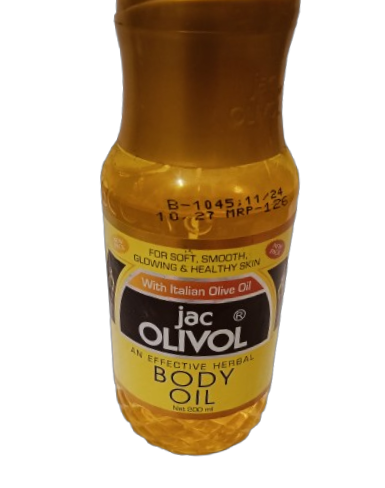 B-1045:11/24
10.27 MRP-126
FOR SOFT, SMOOTH,
GLOWING & HEALTHY SKIN
With Italian Olive Oil
jac ®
OLIVOL
AN EFFECTIVE HERBAL
BODY
OIL
Net 200 ml